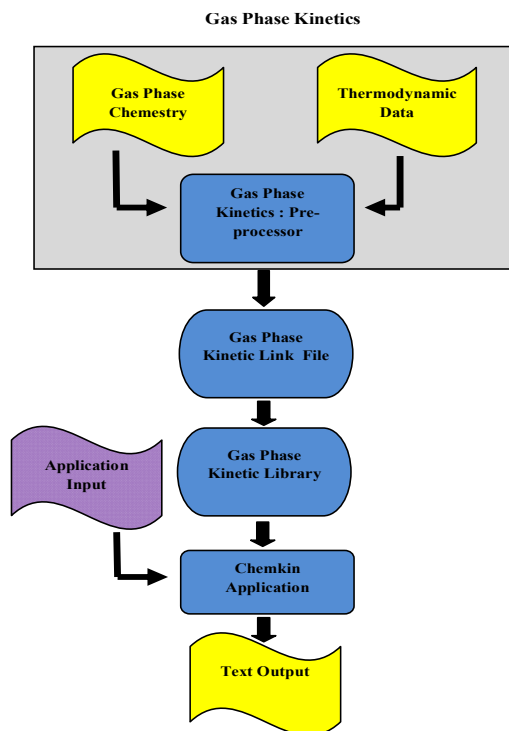 Gas Phase Kinetics
Gas Phase
Chemestry
Thermodynamic
Data
Gas Phase
Kinetics : Pre-
processor
Gas Phase
Kinetic Link File
Gas Phase
Kinetic Library
Application
Input
Chemkin
Application
Text Output